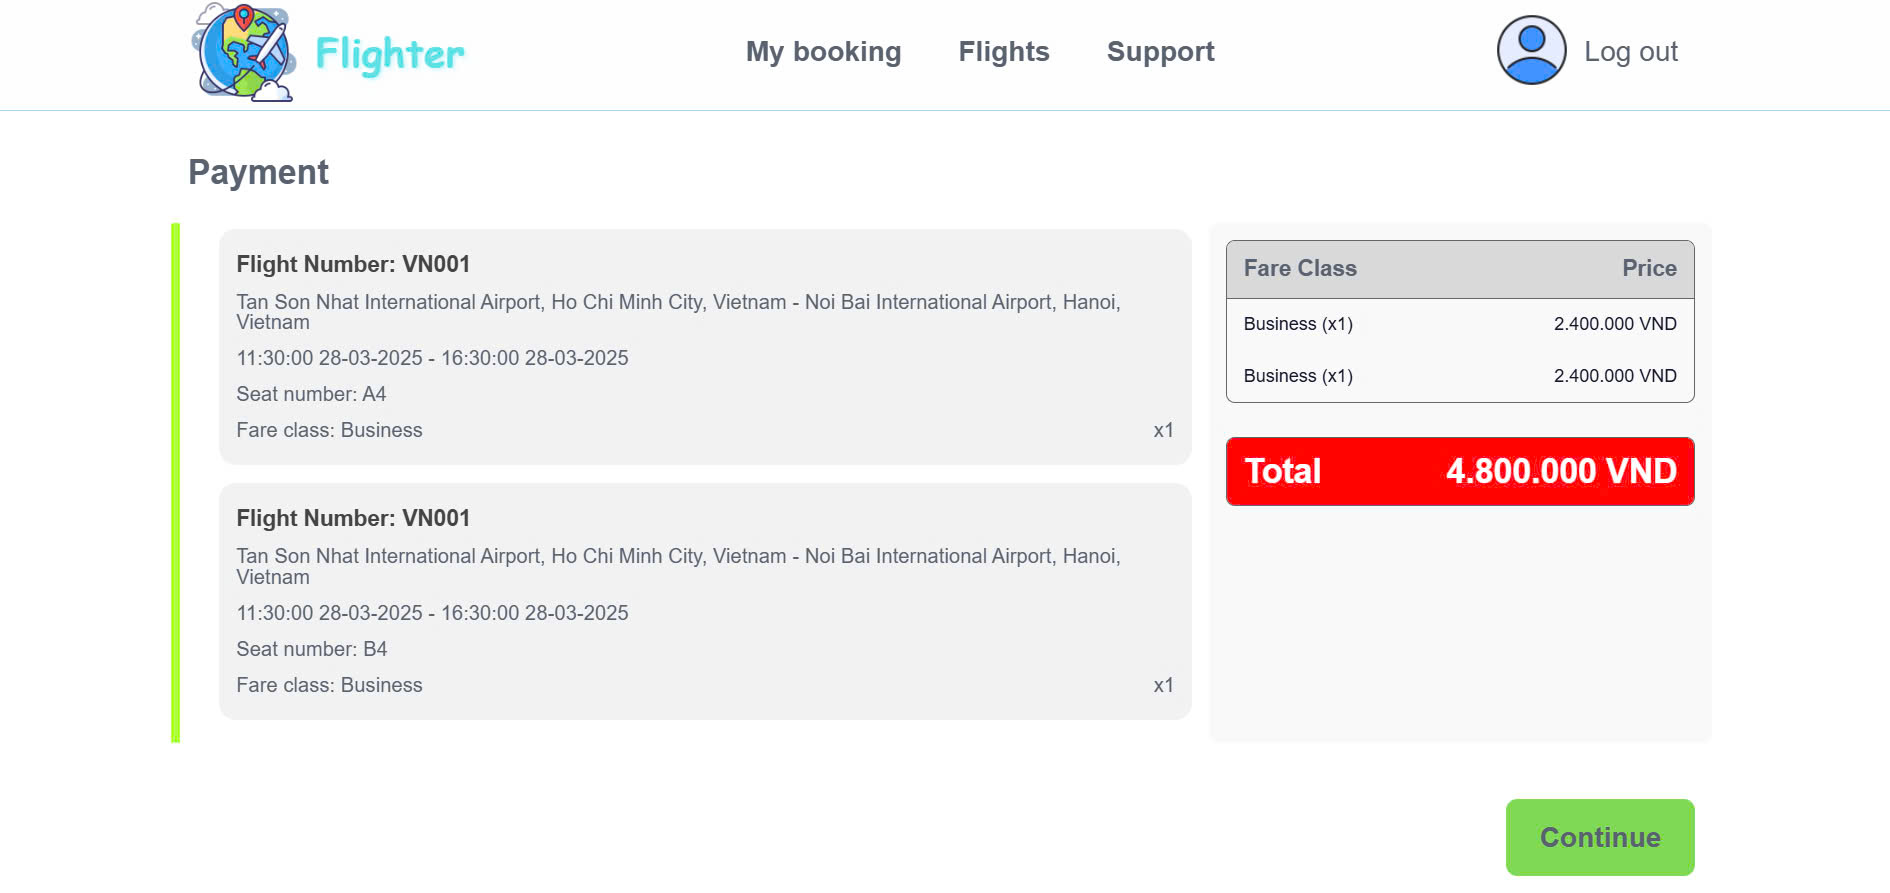 Flighter
My booking
Flights
Support
Log out
Payment
Flight Number: VN001
Tan Son Nhat International Airport, Ho Chi Minh City, Vietnam - Noi Bai International Airport, Hanoi,
Vietnam
11:30:00 28-03-2025 - 16:30:00 28-03-2025
Seat number: A4
Fare class: Business x1
Flight Number: VN001
Tan Son Nhat International Airport, Ho Chi Minh City, Vietnam - Noi Bai International Airport, Hanoi,
Vietnam
11:30:00 28-03-2025 - 16:30:00 28-03-2025
Seat number: B4
Fare class: Business x1
Fare Class Price
Business (x1) 2.400.000 VND
Business (x1) 2.400.000 VND
Total 4.800.000 VND
Continue